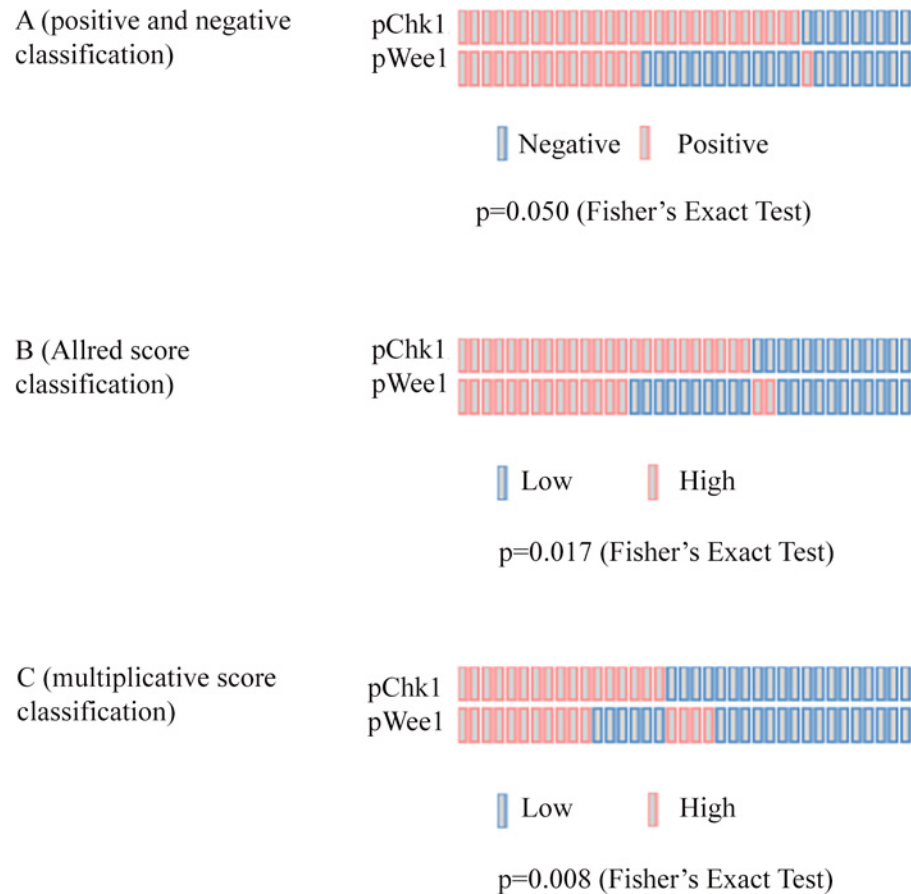 A (positive and negative
classification)
pChk1
pWee1
Negative Positive
p=0.050 (Fisher’s Exact Test)
B (Allred score
classification)
pChk1
pWee1
Low High
p=0.017 (Fisher’s Exact Test)
C (multiplicative score
classification)
pChk1
pWee1
Low High
p=0.008 (Fisher’s Exact Test)